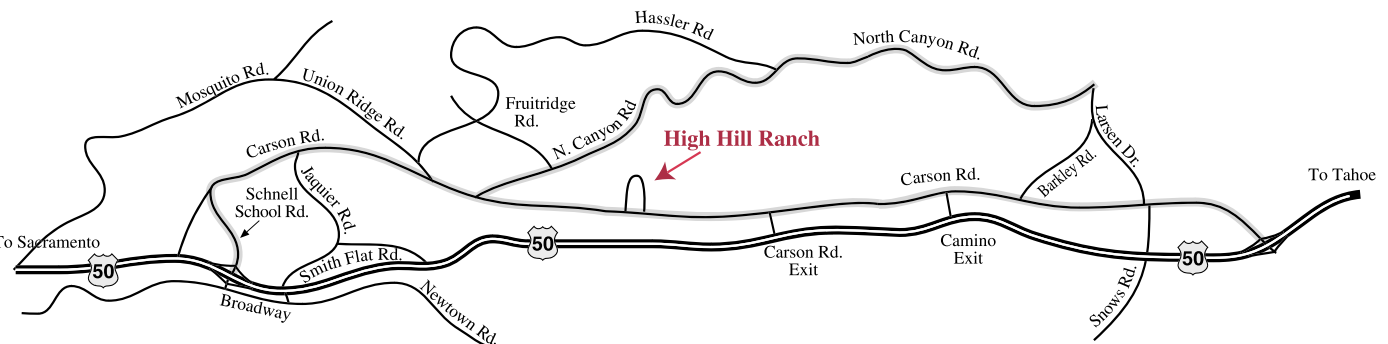 Hassler Rd
North Canyon Rd.
Mosquito Rd.
Union Ridge Rd.
Fruitridge
Rd.
N. Canyon Rd
Larsen Dr.
Carson Rd.
High Hill Ranch
Jaquier Rd.
Barkley Rd.
To Tahoe
Schnell
School Rd.
Carson Rd.
To Sacramento
50
Smith Flat Rd.
50
Carson Rd.
Exit
Camino
Exit
50
Broadway
Newtown Rd.
Snows Rd.